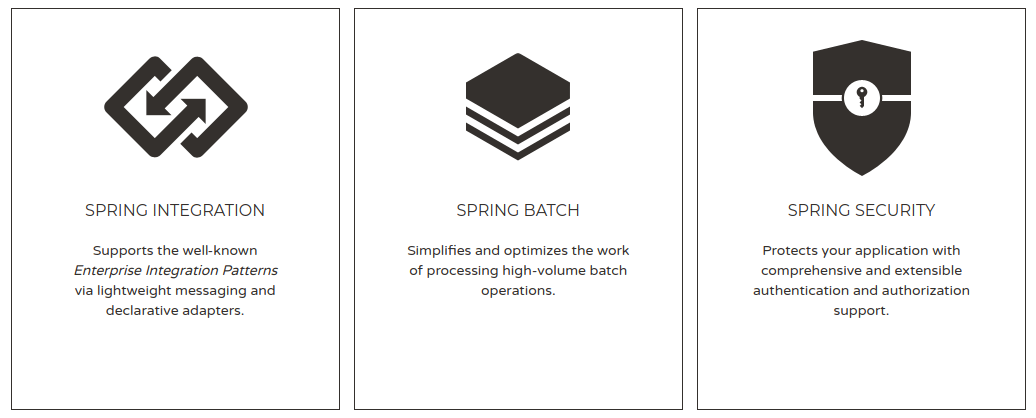 SPRING INTEGRATION
Supports the well-known
Enterprise Integration Patterns
via lightweight messaging and
declarative adapters.
SPRING BATCH
Simplifies and optimizes the work
of processing high-volume batch
operations.
SPRING SECURITY
Protects your application with
comprehensive and extensible
authentication and authorization
support.